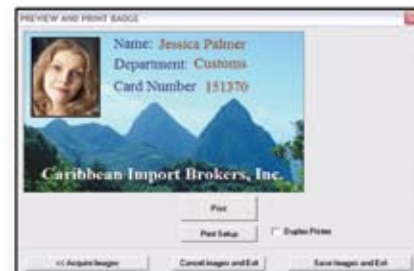 PREVIEW AND PRINT BADGE
Name: Jessica Palmer
Department: Customs
Card Number 151370
Caribbean Import Brokers, Inc.
Print
Print Setup
Duplex Printer
<< Acquire Images
Cancel Images and Exit
Save Images and Exit